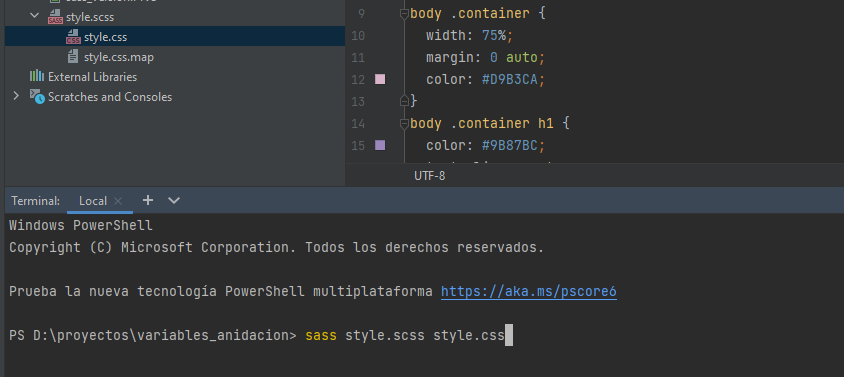 style.scss
style.css
style.css.map
External Libraries
Scratches and Consoles
9 body .container {
10 width: 75%;
11 margin: 0 auto;
12 color: #D9B3CA;
13 }
14 body .container h1 {
15 color: #9B87BC;
UTF-8
Terminal: Local
Windows PowerShell
Copyright (C) Microsoft Corporation. Todos los derechos reservados.
Prueba la nueva tecnología PowerShell multiplataforma https://aka.ms/pscore6
PS D:\proyectos\variables_anidacion> sass style.scss style.css